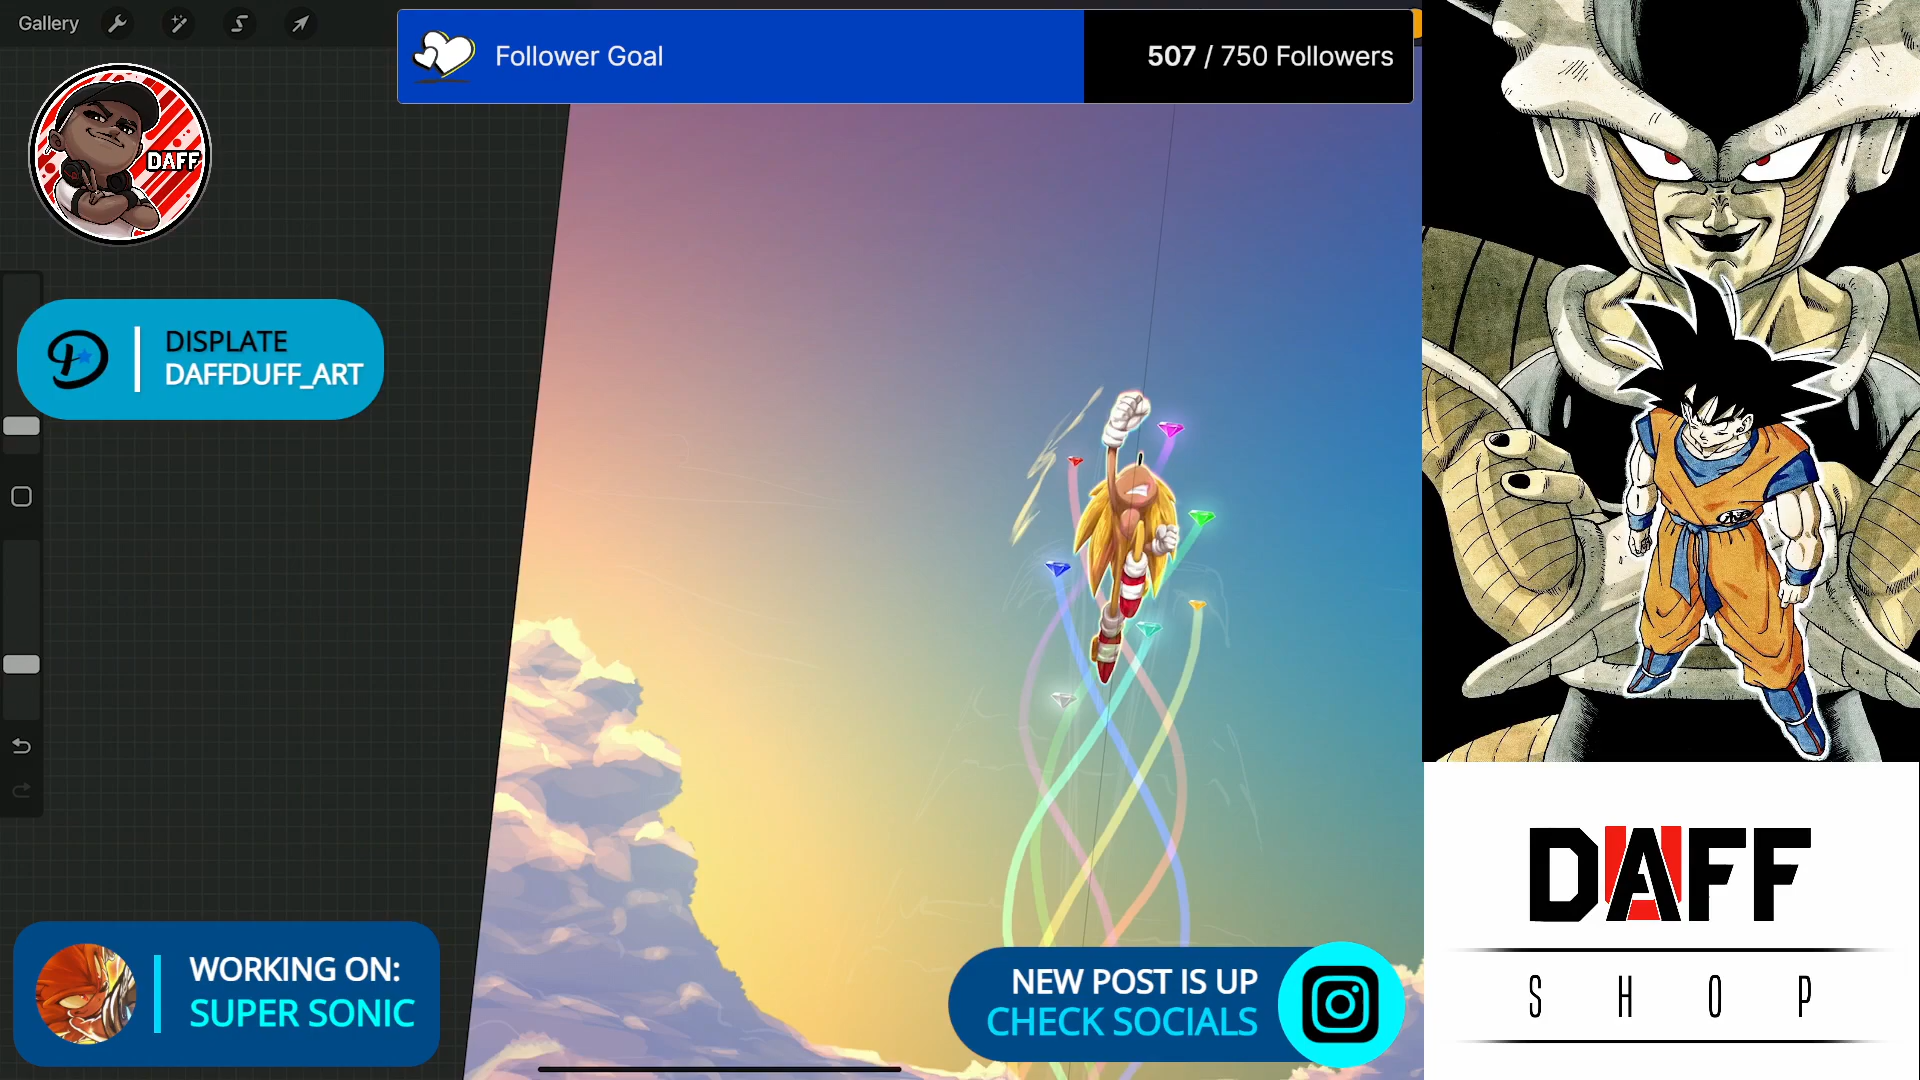 Gallery
Follower Goal
507 / 750 Followers
DAFF
DISPLATE
DAFFDUFF_ART
WORKING ON:
SUPER SONIC
NEW POST IS UP
CHECK SOCIALS
DAFF
SHOP